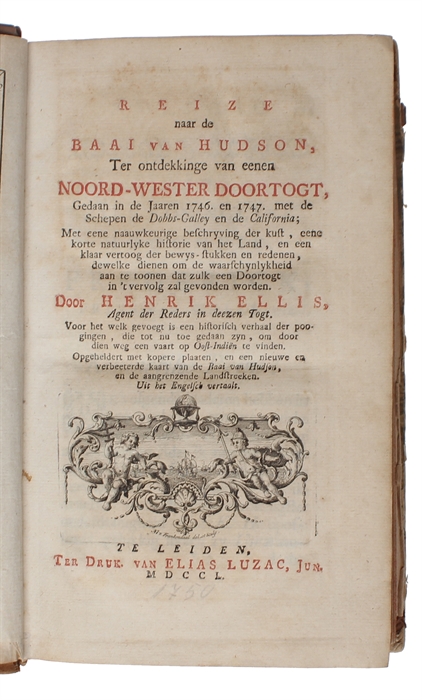 REIZE
naar de
BAAI VAN HUDSON,
Ter ontdekkinge van eenen
NOORD-WESTER DOORTOGT,
Gedaan in de Jaaren 1746. en 1747. met de
Schepen de Dobbs-Galley en de California;
Met eene naauwkeurige beſchryving der kuſt, eene
korte natuurlyke hiſtorie van het Land, en een
klaar vertoog der bewys-ſtukken en redenen,
dewelke dienen om de waarſchynlykheid
aan te toonen dat zulk een Doortogt
in 't vervolg zal gevonden worden.
Door HENRIK ELLIS,
Agent der Reders in deezen Togt.
Voor het welk gevoegt is een hiſtoriſch verhaal der poo-
gingen, die tot nu toe gedaan zyn, om door
dien weg een vaart op Ooſt-Indiën te vinden.
Opgeheldert met kopere plaaten, en een nieuwe en
verbeeterde kaart van de Baai van Hudſon,
en de aangrenzende Landſtreeken.
Uit het Engelſch vertaalt.
TE LEIDEN,
TER DRUK. VAN ELIAS LUZAC, JUN.
MDCCL.
1750